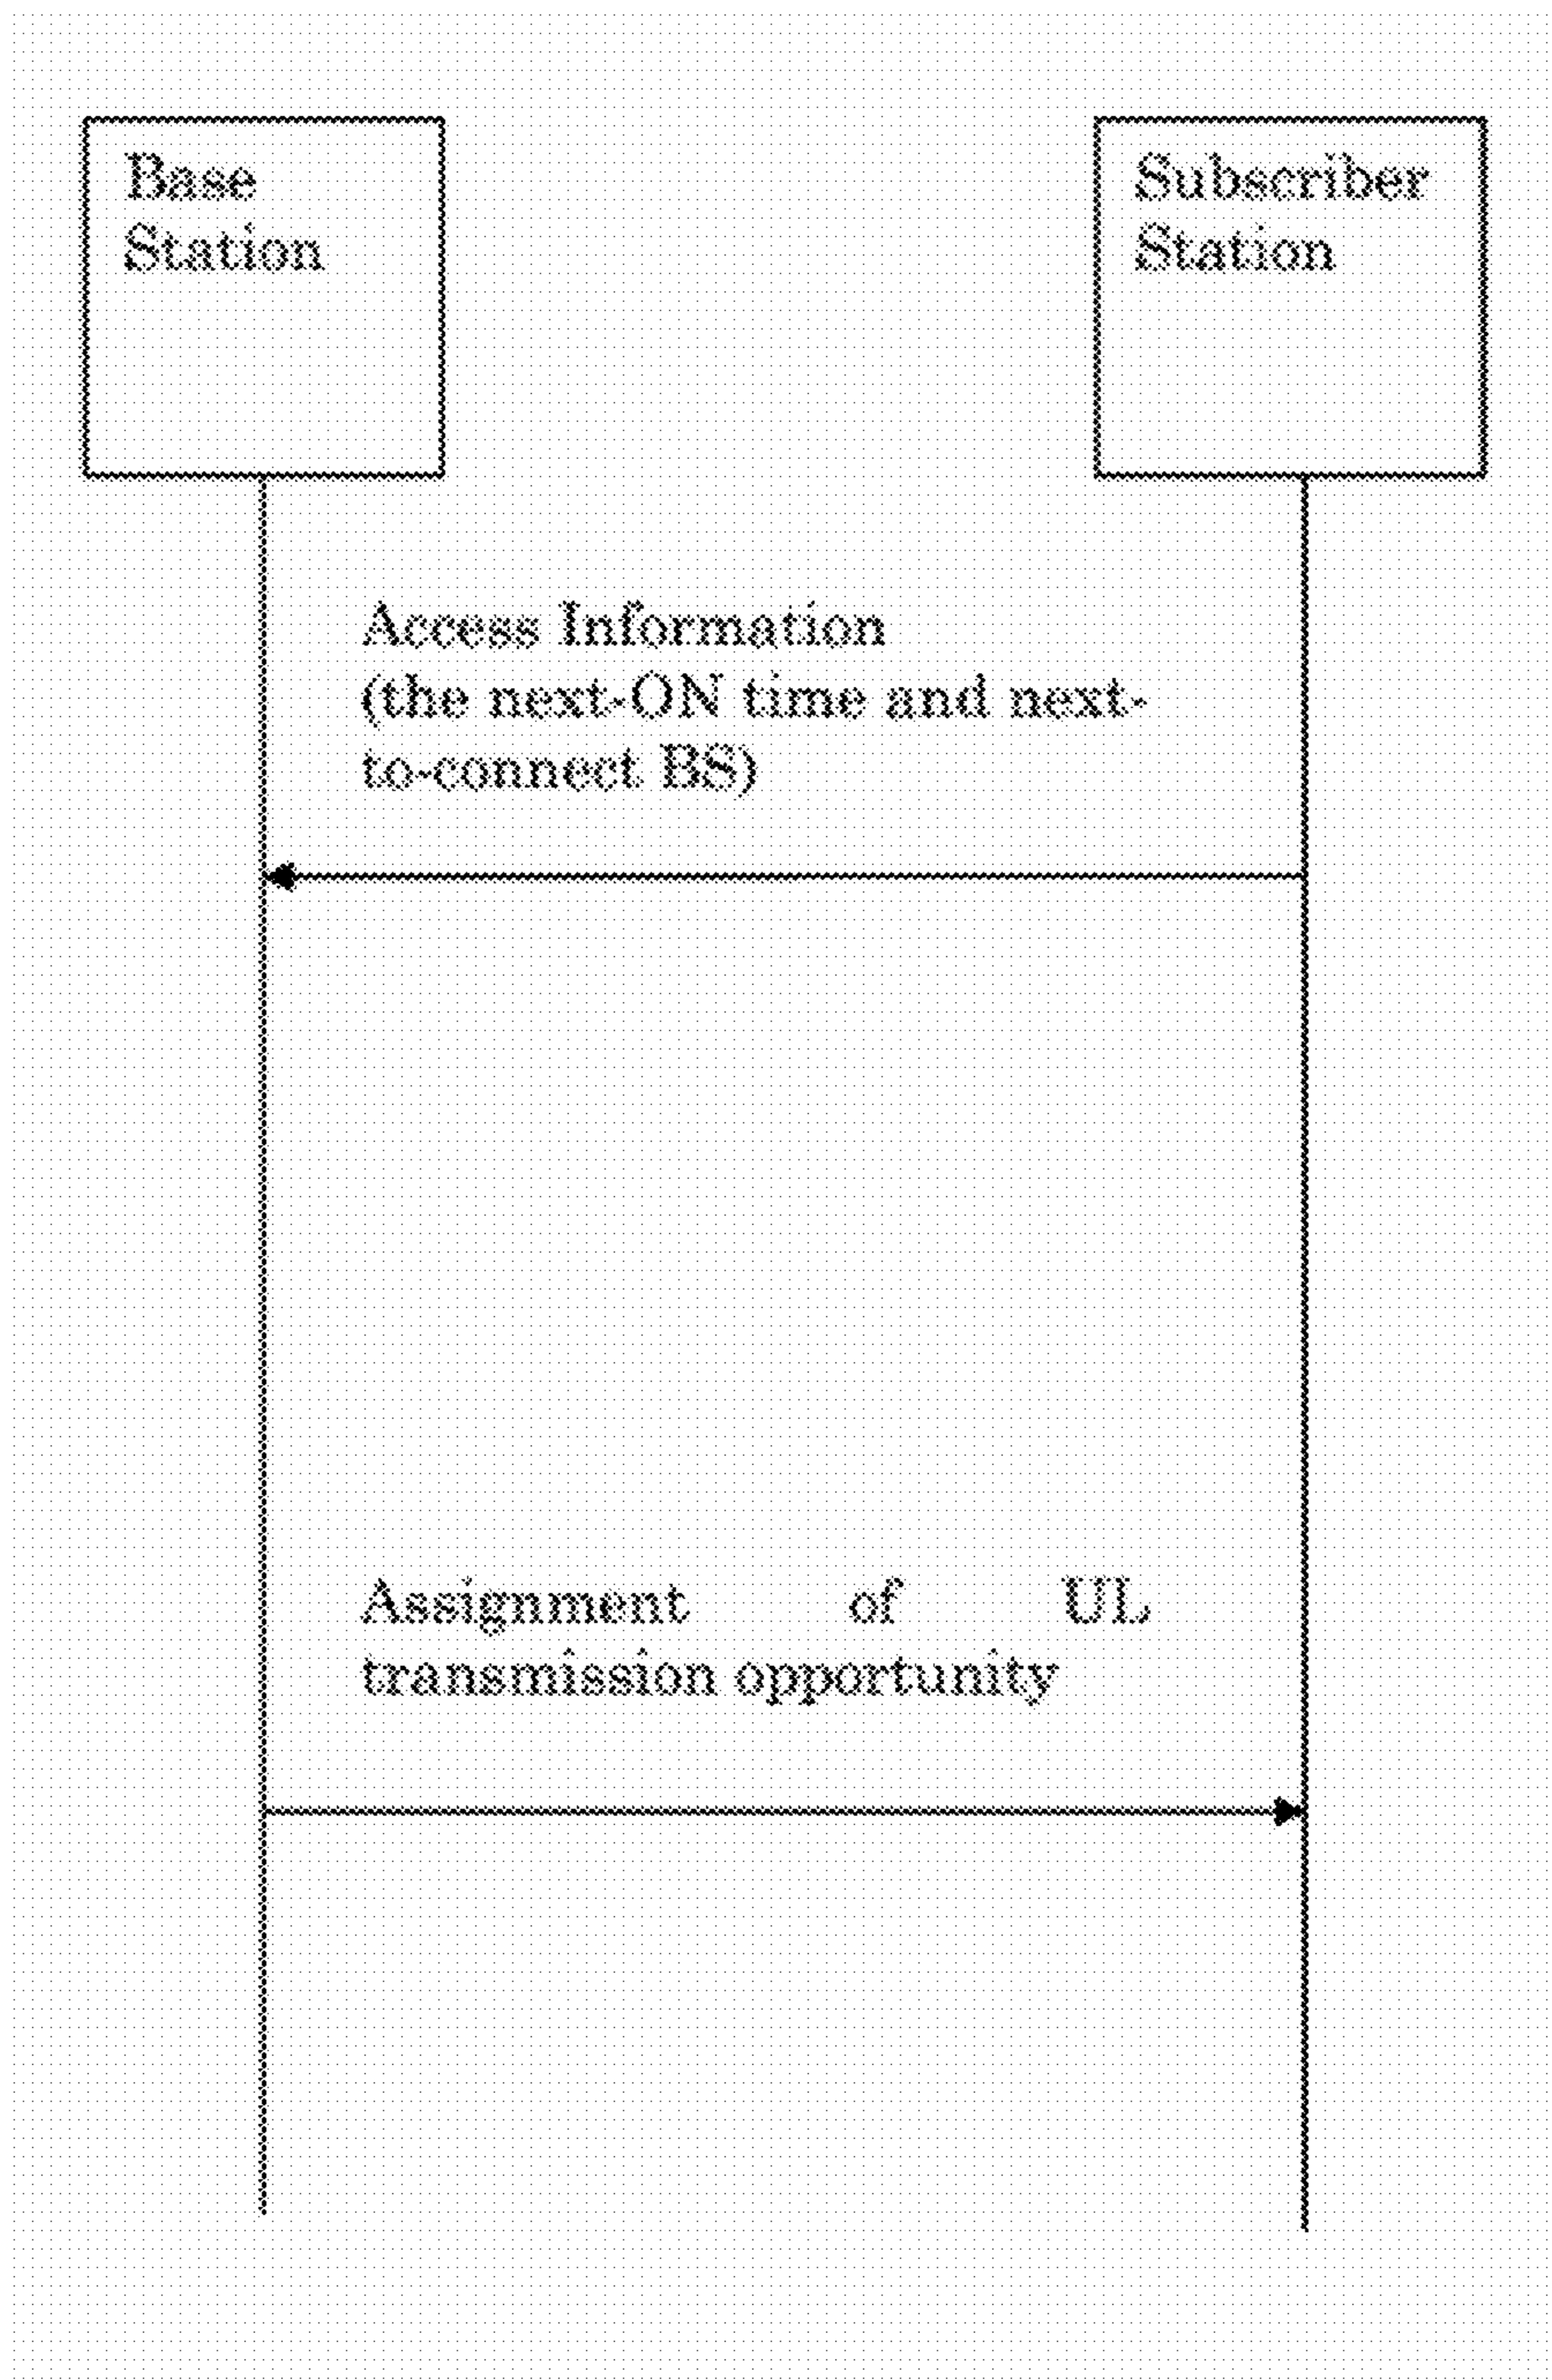 Base
Station
Subscriber
Station
Access Information
(the next-ON time and next-
to-connect BS)
Assignment of UL
transmission opportunity